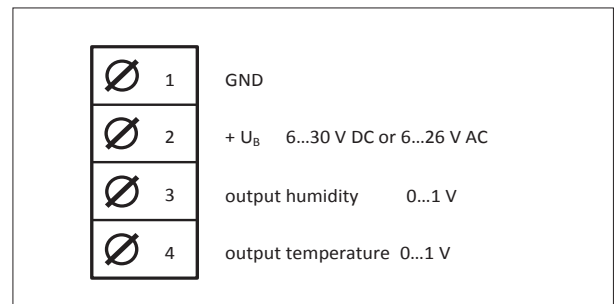 1 GND
2 + U_B 6...30 V DC or 6...26 V AC
3 output humidity 0...1 V
4 output temperature 0...1 V